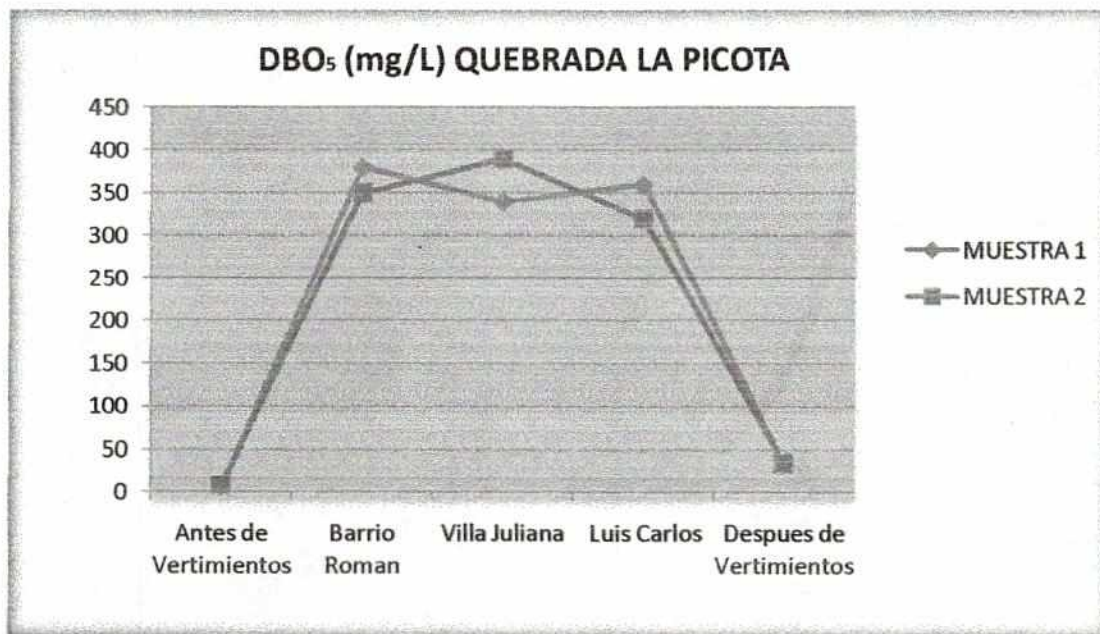 DBO₅ (mg/L) QUEBRADA LA PICOTA
450
400
350
300
250
200
150
100
50
0
Antes de
Vertimientos
Barrio
Roman
Villa Juliana
Luis Carlos
Despues de
Vertimientos
MUESTRA 1
MUESTRA 2